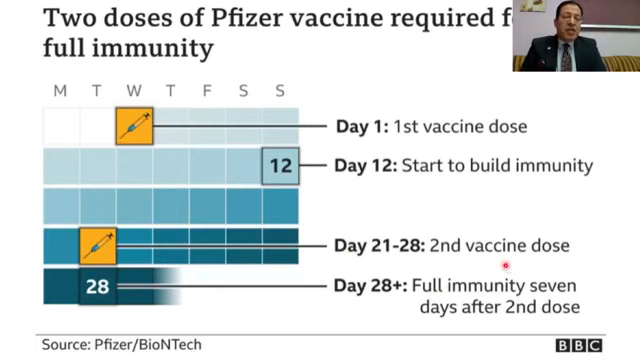 Two doses of Pfizer vaccine required
full immunity
M T W T F S S
Day 1: 1st vaccine dose
12
Day 12: Start to build immunity
Day 21-28: 2nd vaccine dose
28
Day 28+: Full immunity seven
days after 2nd dose
Source: Pfizer/BioNTech
BBC